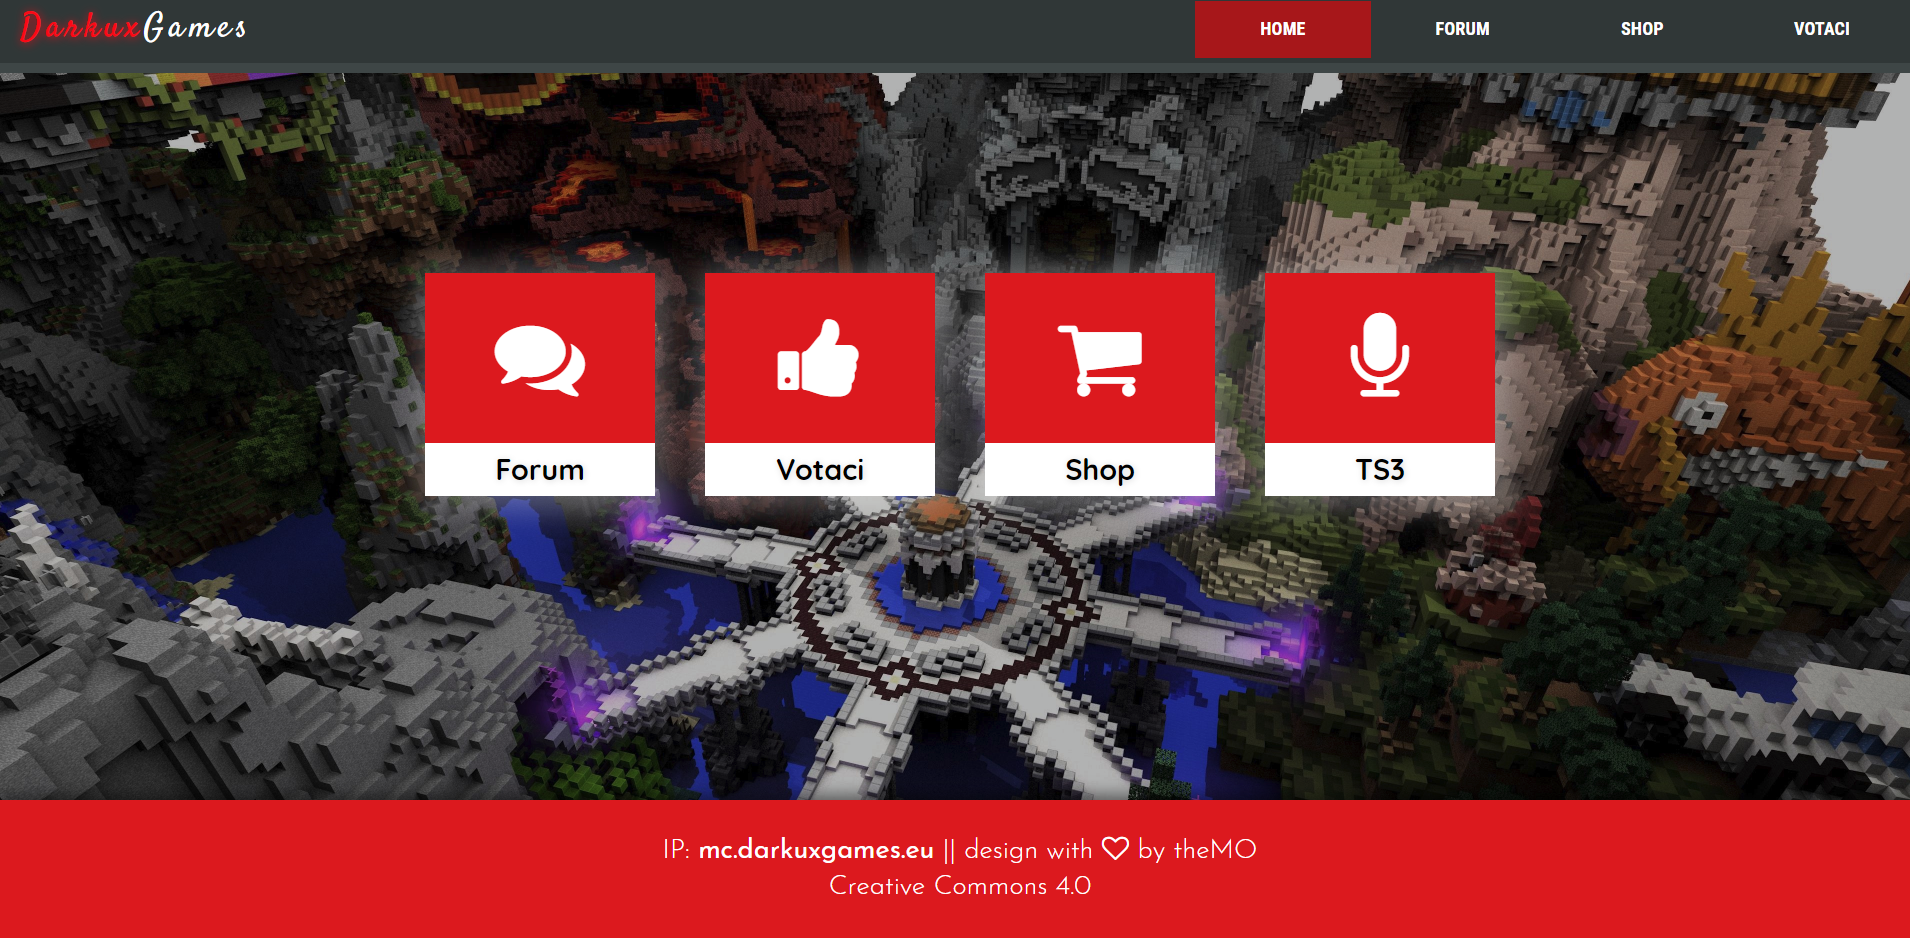 DarkuxGames
HOME FORUM SHOP VOTACI
Forum Votaci Shop TS3
IP: mc.darkuxgames.eu || design with ♡ by theMO
Creative Commons 4.0